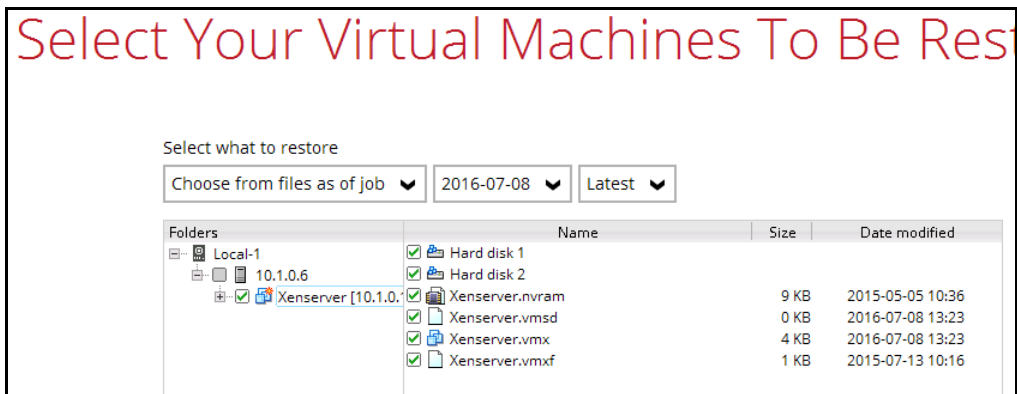 Select Your Virtual Machines To Be Rest
Select what to restore
Choose from files as of job 2016-07-08 Latest
Folders Name Size Date modified
Local-1 Hard disk 1
10.1.0.6 Hard disk 2
Xenserver [10.1.0. Xenserver.nvram 9 KB 2015-05-05 10:36
Xenserver.vmsd 0 KB 2016-07-08 13:23
Xenserver.vmx 4 KB 2016-07-08 13:23
Xenserver.vmxf 1 KB 2015-07-13 10:16